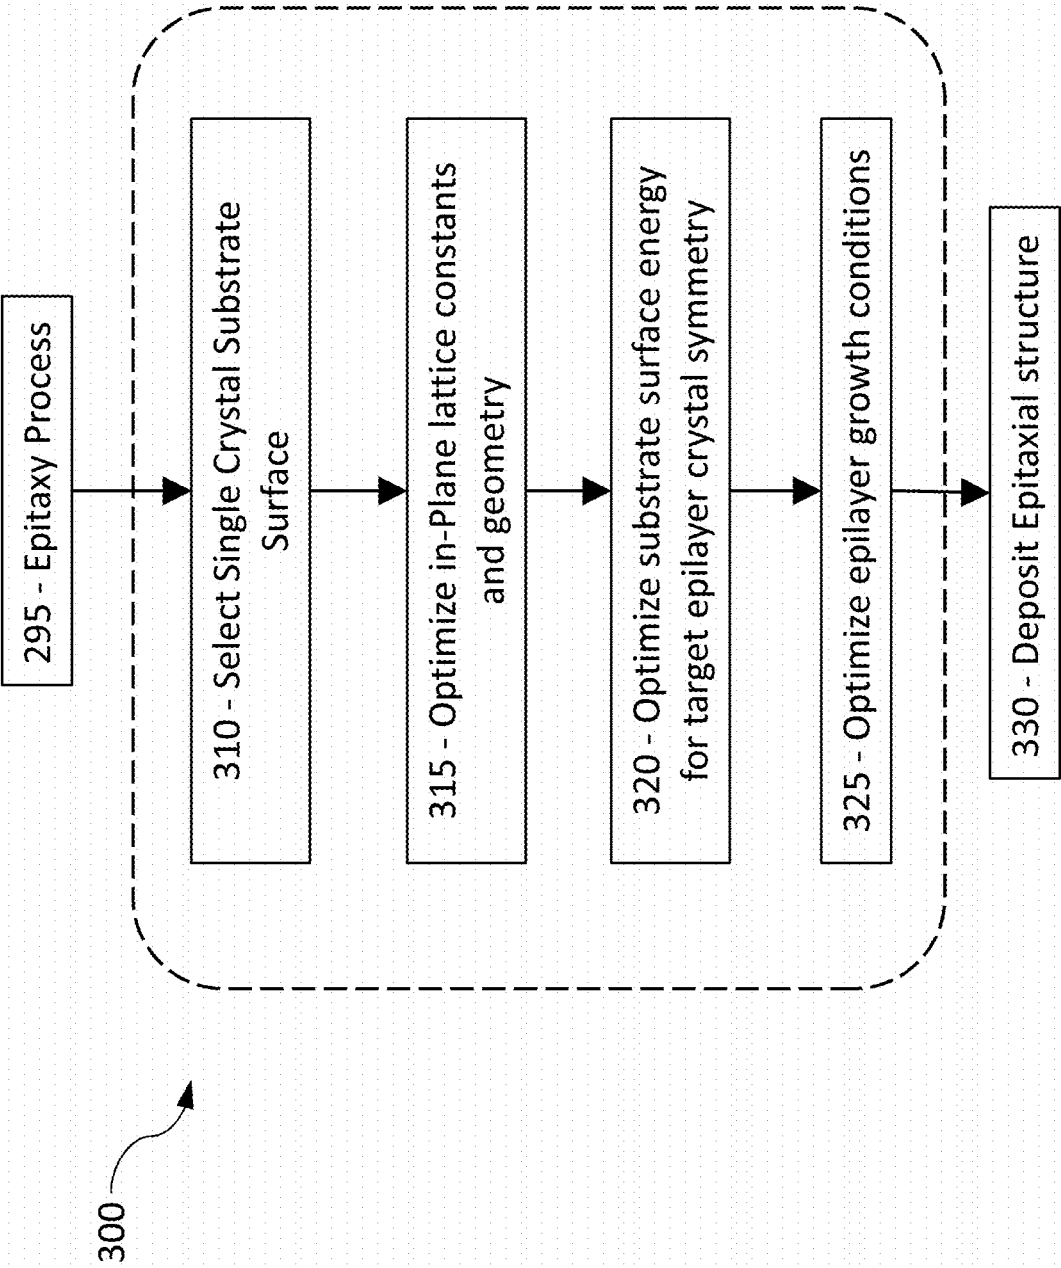 295 - Epitaxy Process
310 - Select Single Crystal Substrate
Surface
315 - Optimize in-Plane lattice constants
and geometry
320 - Optimize substrate surface energy
for target epilayer crystal symmetry
325 - Optimize epilayer growth conditions
330 - Deposit Epitaxial structure
300